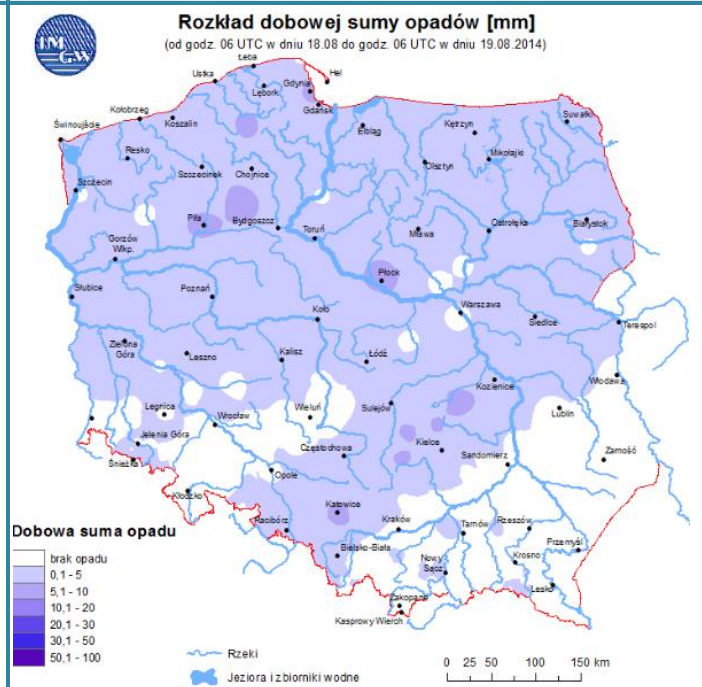 IM
GW
Rozkład dobowej sumy opadów [mm]
(od godz. 06 UTC w dniu 18.08 do godz. 06 UTC w dniu 19.08.2014)
Łeba
Hel
Ustka
Gdynia
Lębork
Gdańsk
Kołobrzeg
Koszalin
Świnoujście
Elbląg
Kętrzyn
Suwałki
Resko
Szczecinek
Chojnice
Olsztyn
Mikołajki
Szczecin
Piła
Bydgoszcz
Toruń
Mława
Ostrołęka
Białystok
Gorzów
Wlkp.
Płock
Słubice
Poznań
Koło
Warszawa
Siedlce
Terespol
Zielona
Góra
Leszno
Kalisz
Łódź
Kozienice
Włodawa
Legnica
Wrocław
Wieluń
Sulejów
Lublin
Jelenia Góra
Śnieżka
Częstochowa
Kielce
Sandomierz
Zamość
Kłodzko
Opole
Katowice
Racibórz
Kraków
Tarnów
Rzeszów
Przemyśl
Bielsko-Biała
Nowy
Sącz
Krosno
Lesko
Zakopane
Kasprowy Wierch
Dobowa suma opadu
brak opadu
0,1 - 5
5,1 - 10
10,1 - 20
20,1 - 30
30,1 - 50
50,1 - 100
Rzeki
Jeziora i zbiorniki wodne
0 25 50 100 150 km